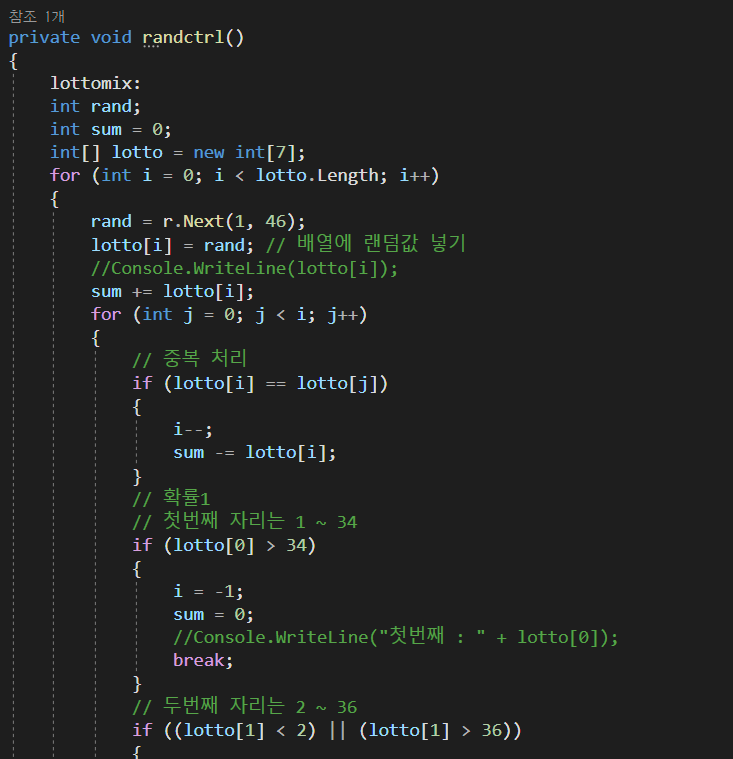 참조 1개
private void randctrl()
{
lottomix:
int rand;
int sum = 0;
int[] lotto = new int[7];
for (int i = 0; i < lotto.Length; i++)
{
rand = r.Next(1, 46);
lotto[i] = rand; // 배열에 랜덤값 넣기
//Console.WriteLine(lotto[i]);
sum += lotto[i];
for (int j = 0; j < i; j++)
{
// 중복 처리
if (lotto[i] == lotto[j])
{
i--;
sum -= lotto[i];
}
// 확률1
// 첫번째 자리는 1 ~ 34
if (lotto[0] > 34)
{
i = -1;
sum = 0;
//Console.WriteLine("첫번째 : " + lotto[0]);
break;
}
// 두번째 자리는 2 ~ 36
if ((lotto[1] < 2) || (lotto[1] > 36))
{